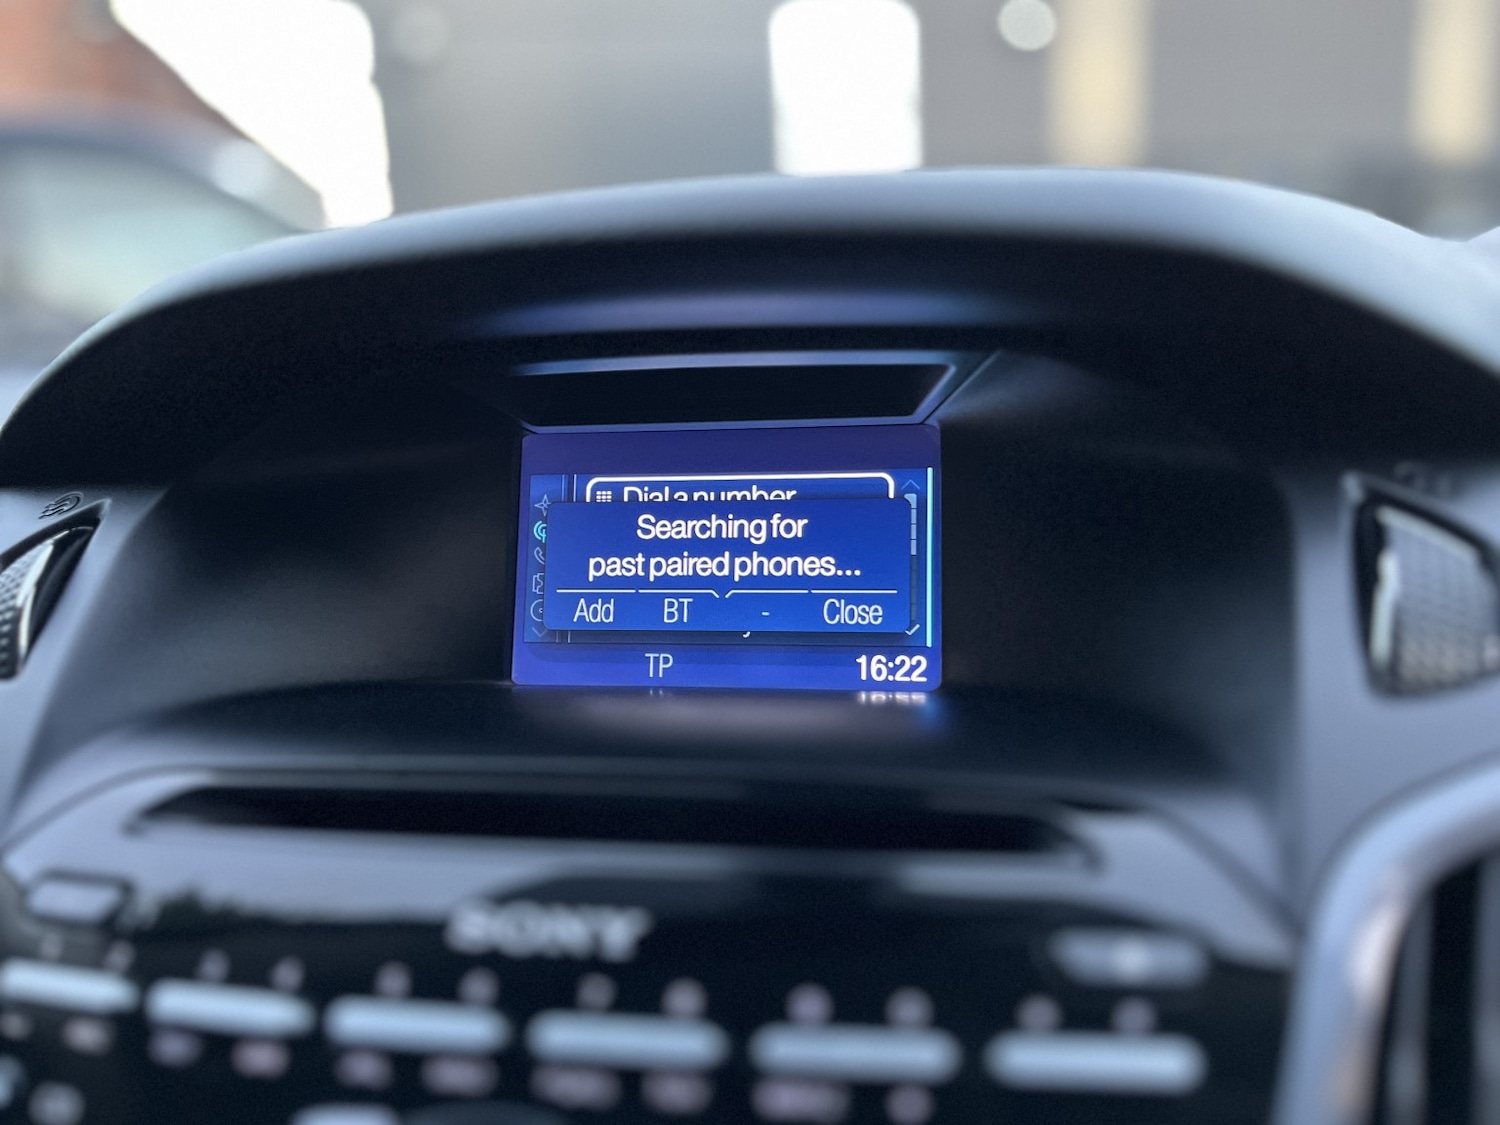 Dial a number
Searching for
past paired phones...
Add BT - Close
TP 16:22
SONY